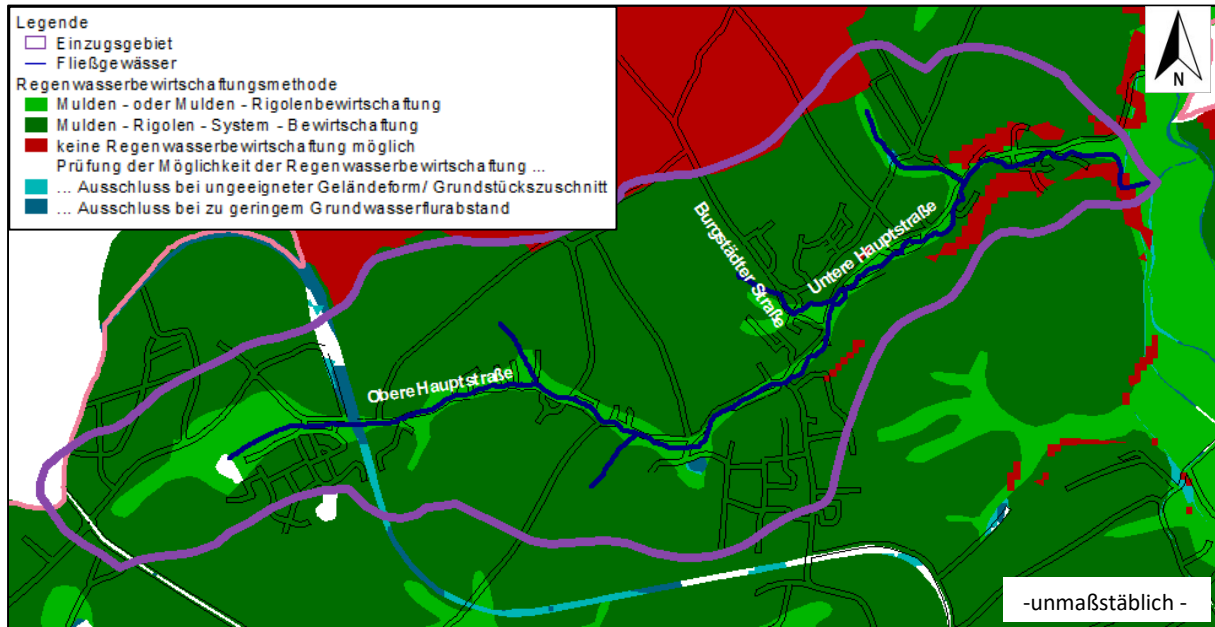 Legende
Einzugsgebiet
Fließgewässer
Regenwasserbewirtschaftungsmethode
Mulden - oder Mulden - Rigolenbewirtschaftung
Mulden - Rigolen - System - Bewirtschaftung
keine Regenwasserbewirtschaftung möglich
Prüfung der Möglichkeit der Regenwasserbewirtschaftung ...
... Ausschluss bei ungeeigneter Geländeform/ Grundstückszuschnitt
... Ausschluss bei zu geringem Grundwasserflurabstand
N
Burgstädter Straße
Untere Hauptstraße
Obere Hauptstraße
-unmaßstäblich -